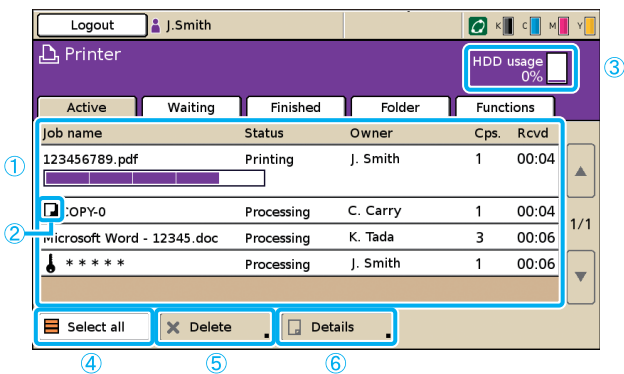 Logout J.Smith K C M Y
Printer
HDD usage
0%
③
Active Waiting Finished Folder Functions
Job name Status Owner Cps. Rcvd
①
123456789.pdf Printing J. Smith 1 00:04
② COPY-0 Processing C. Carry 1 00:04
1/1
Microsoft Word - 12345.doc Processing K. Tada 3 00:06
***** Processing J. Smith 1 00:06
Select all Delete Details
④ ⑤ ⑥